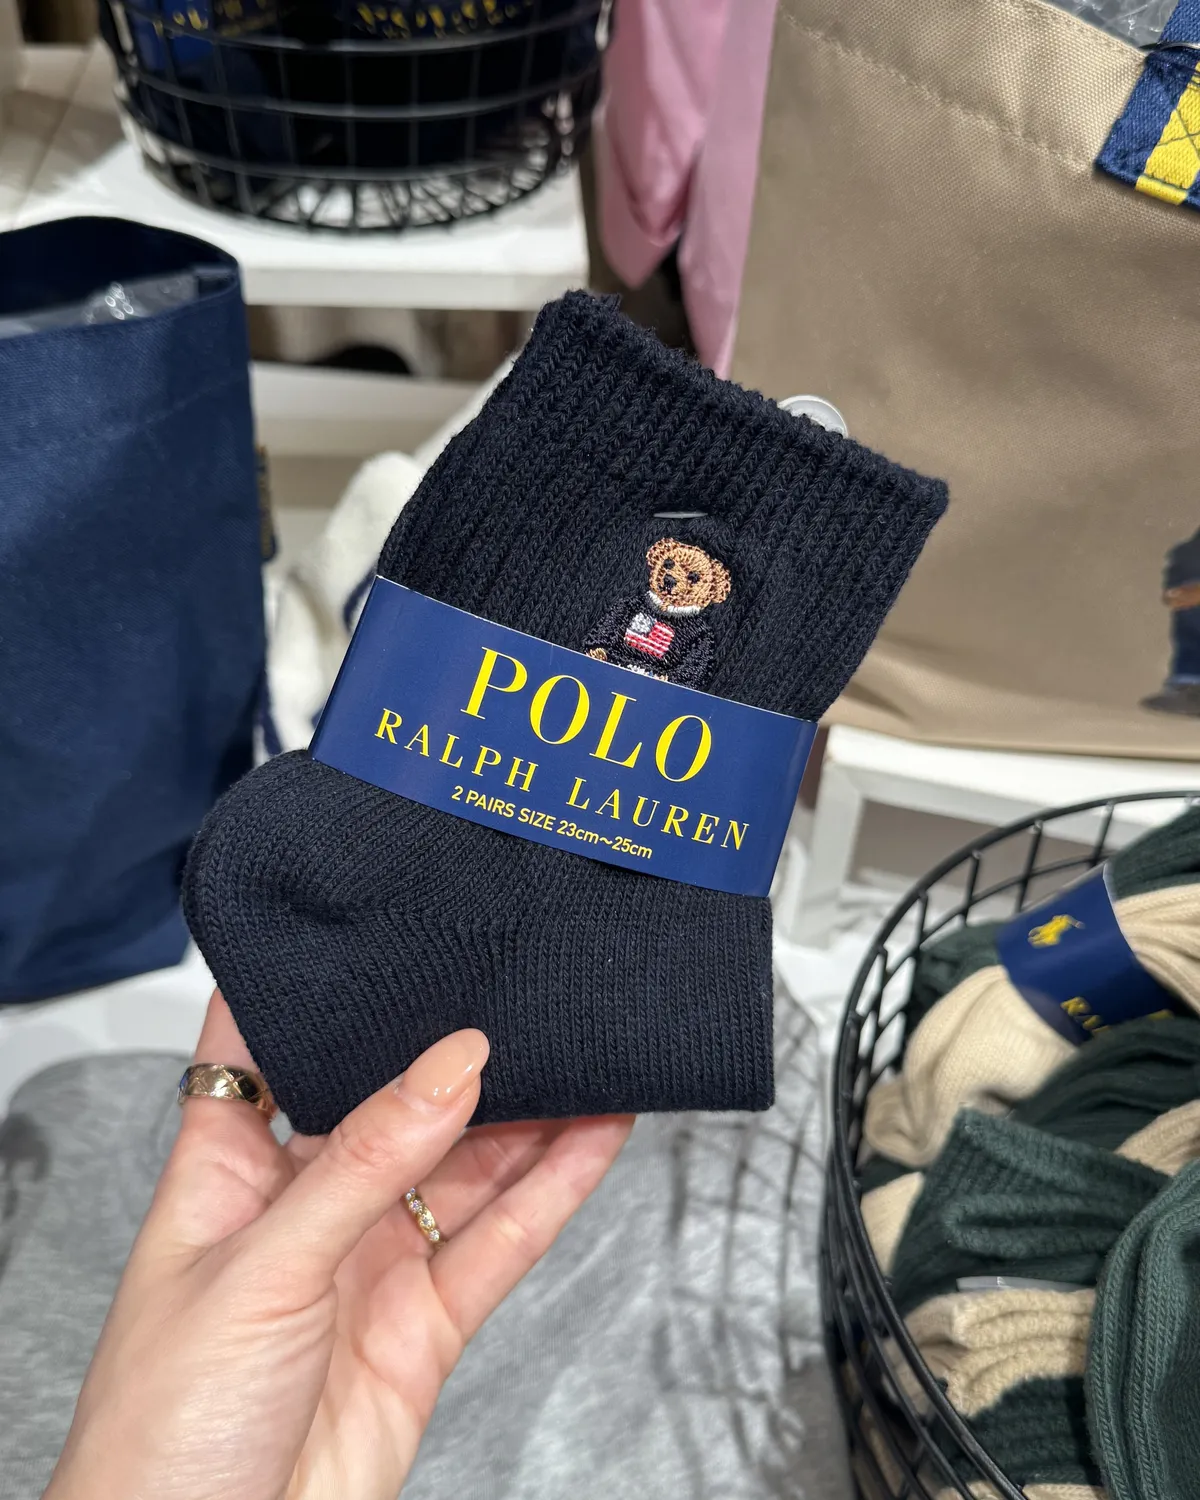 POLO
RALPH LAUREN
2 PAIRS SIZE 23cm~25cm